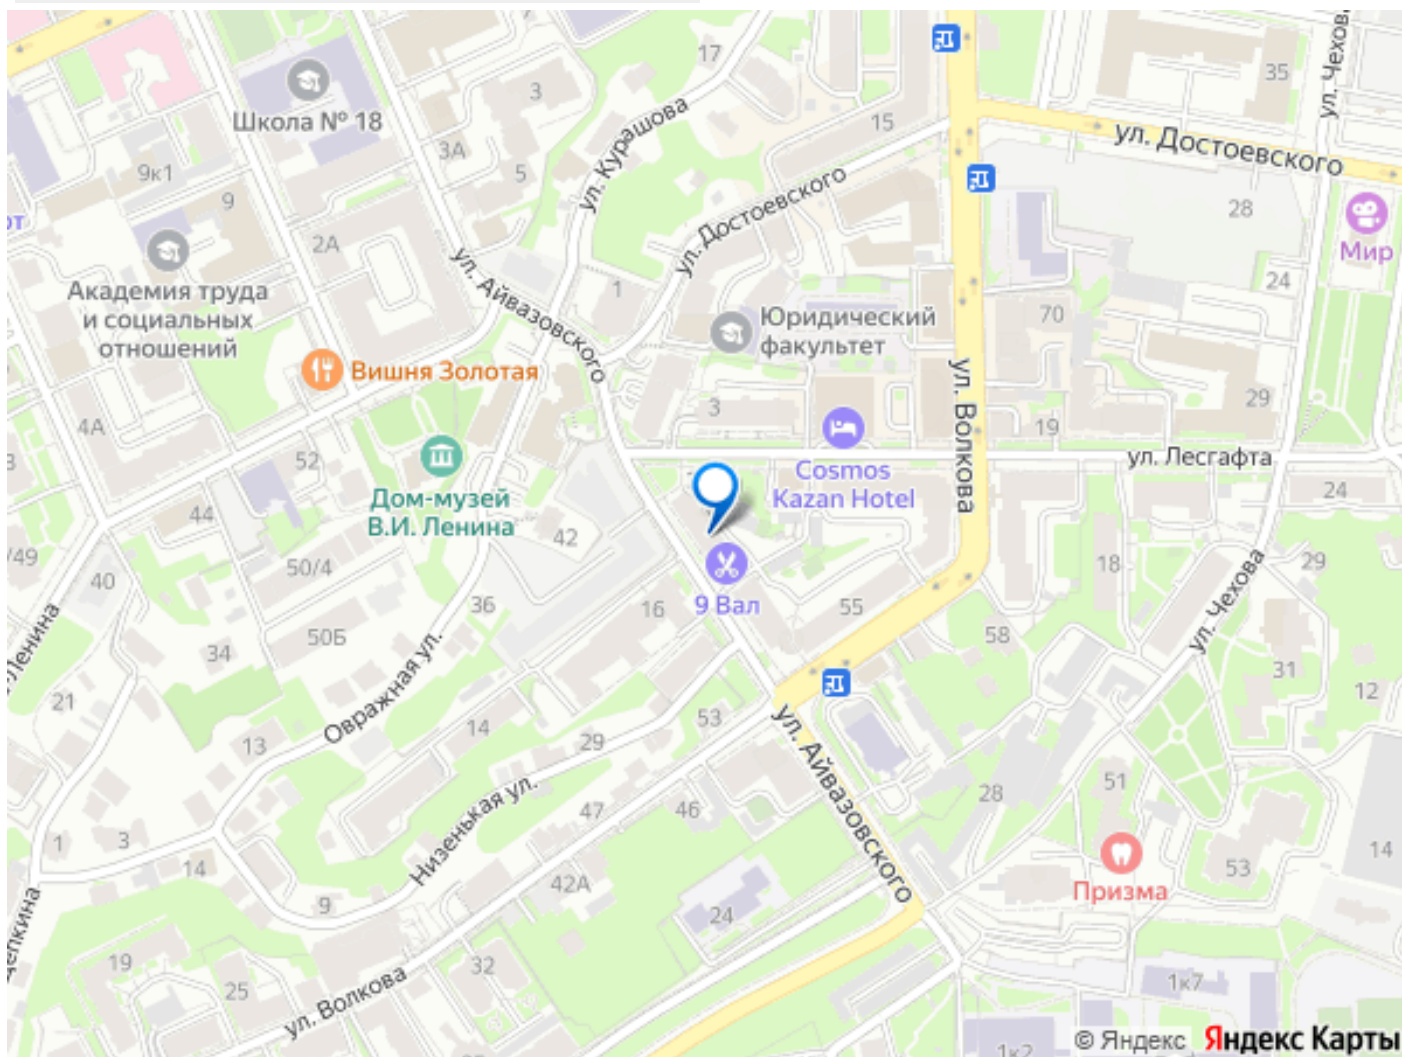 17
35
ул. Чехова
3
Школа № 18
ул. Курашова
15
ул. Достоевского
3А
9к1
5
9
28
ул. Достоевского
2А
Мир
ул. Айвазовского
24
Академия труда
и социальных
отношений
1
Юридический
факультет
70
Вишня Золотая
ул. Волкова
4А
3
29
19
52
Cosmos
Kazan Hotel
ул. Лесгафта
Дом-музей
В.И. Ленина
44
24
/49
42
40
50/4
18
29
36
9 Вал
16
55
ул. Чехова
50Б
34
58
Ленина
31
21
12
Овражная ул.
53
14
13
29
ул. Айвазовского
51
28
47
46
Низенькая ул.
1
3
14
53
14
42А
Призма
9
24
19
32
25
1к7
ул. Волкова
1к2
© Яндекс Яндекс Карты